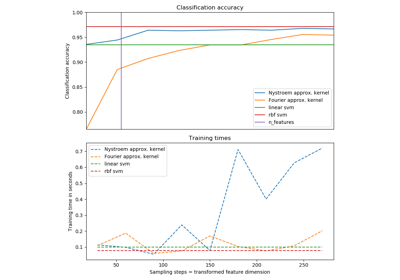 Classification accuracy
1.00
0.95
0.90
0.85
0.80
Classification accuracy
Nystroem approx. kernel
Fourier approx. kernel
linear svm
rbf svm
n_features
Training times
0.7
0.6
0.5
0.4
0.3
0.2
0.1
Training time in seconds
Nystroem approx. kernel
Fourier approx. kernel
linear svm
rbf svm
50 100 150 200 250
Sampling steps = transformed feature dimension